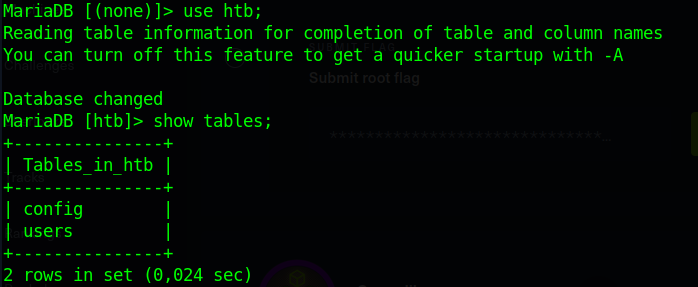 MariaDB [(none)]> use htb;
Reading table information for completion of table and column names
You can turn off this feature to get a quicker startup with -A
Challenges
Submit root flag
Database changed
MariaDB [htb]> show tables;
+---------------+
| Tables_in_htb |
+---------------+
| config        |
| users         |
+---------------+
2 rows in set (0,024 sec)